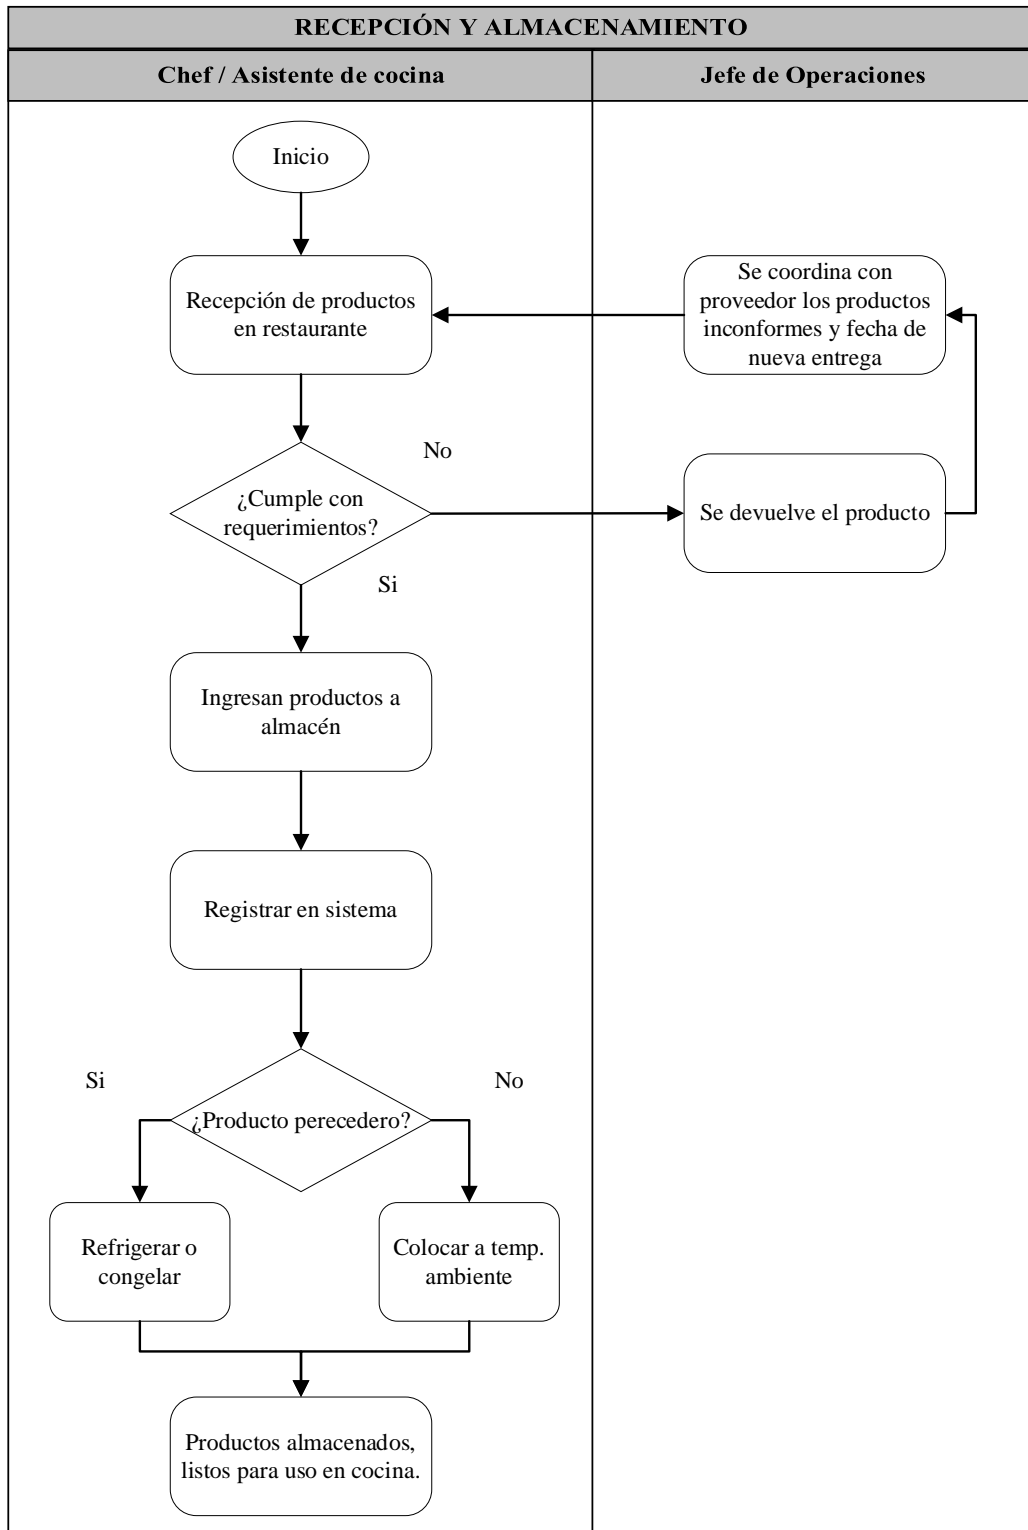 RECEPCIÓN Y ALMACENAMIENTO
Chef / Asistente de cocina
Jefe de Operaciones
Inicio
Recepción de productos
en restaurante
Se coordina con
proveedor los productos
inconformes y fecha de
nueva entrega
No
¿Cumple con
requerimientos?
Se devuelve el producto
Si
Ingresan productos a
almacén
Registrar en sistema
Si
No
¿Producto perecedero?
Refrigerar o
congelar
Colocar a temp.
ambiente
Productos almacenados,
listos para uso en cocina.